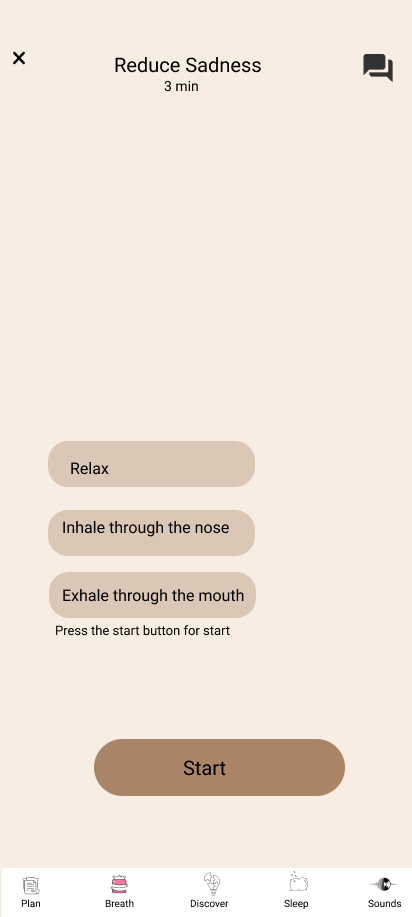 Reduce Sadness
3 min
Relax
Inhale through the nose
Exhale through the mouth
Press the start button for start
Start
Plan
Breath
Discover
Sleep
Sounds